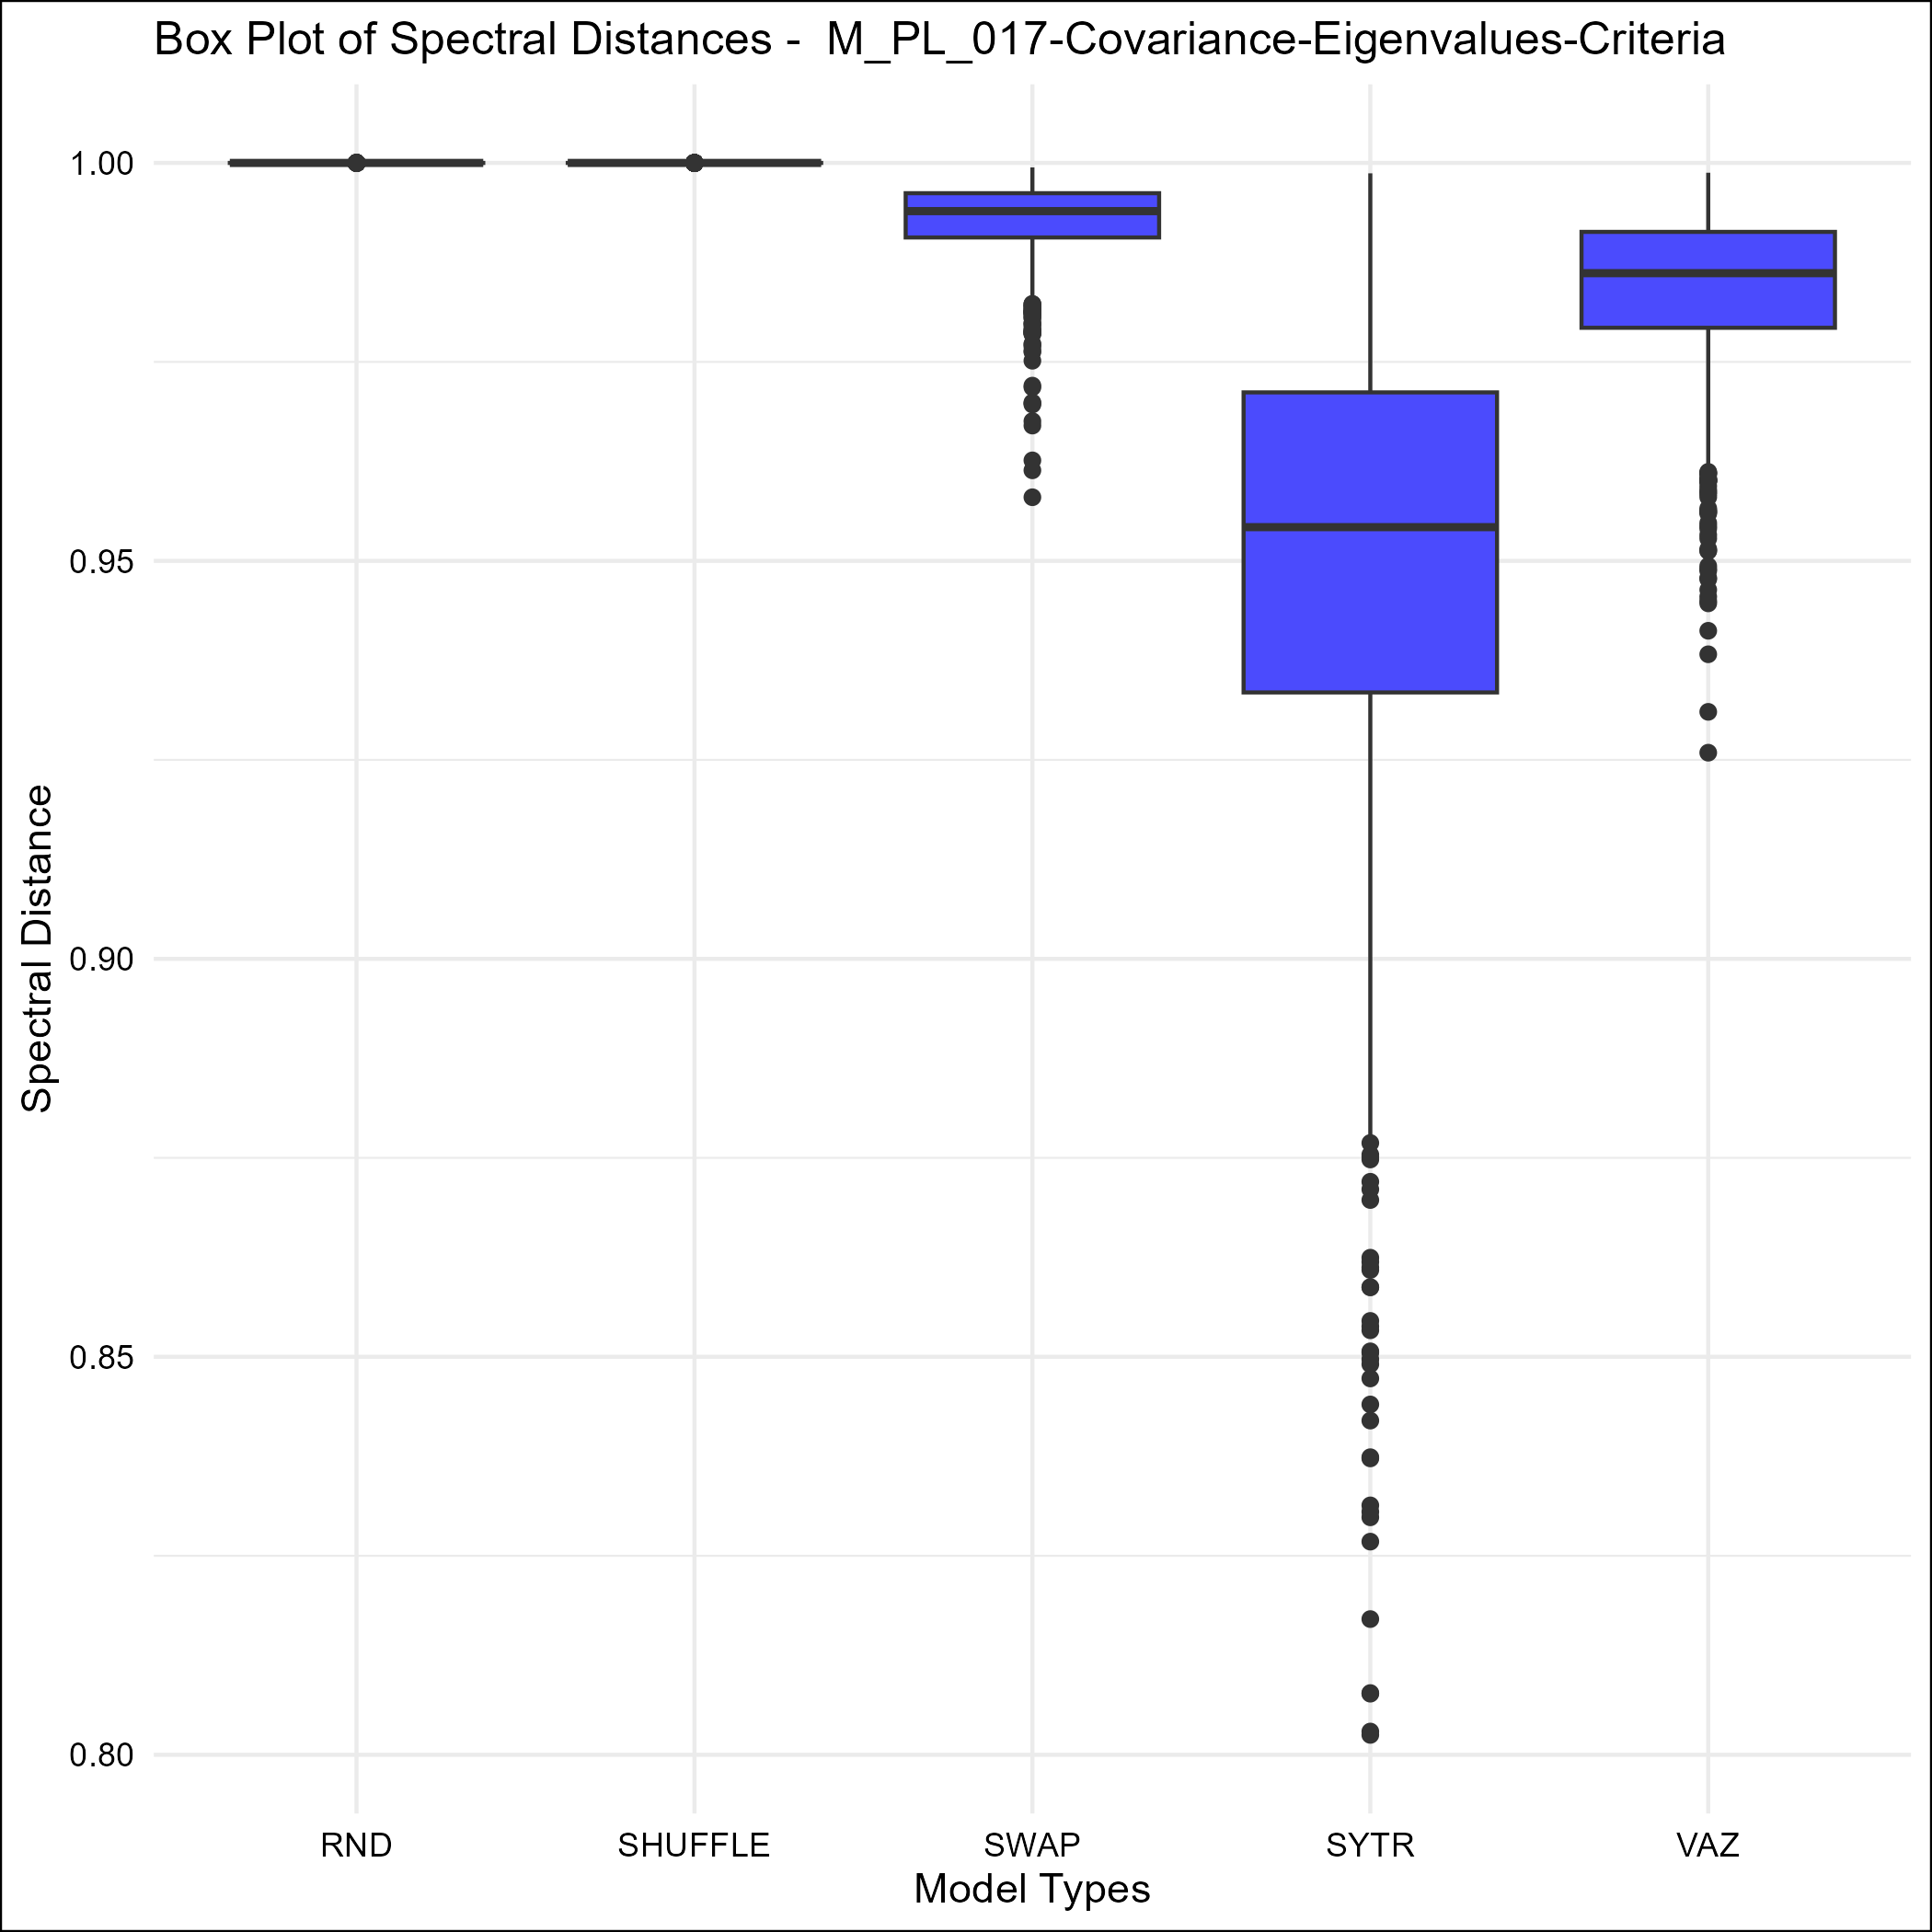 Box Plot of Spectral Distances -  M_PL_017-Covariance-Eigenvalues-Criteria
Spectral Distance
1.00
0.95
0.90
0.85
0.80
RND SHUFFLE SWAP SYTR VAZ
Model Types